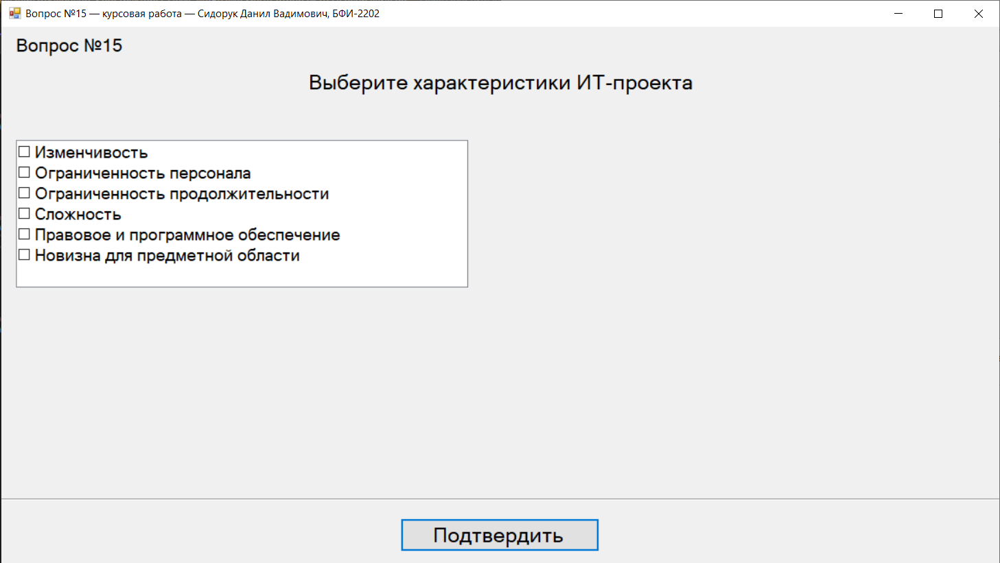 Вопрос №15 — курсовая работа — Сидорук Данил Вадимович, БФИ-2202
Вопрос №15
Выберите характеристики ИТ-проекта
Изменчивость
Ограниченность персонала
Ограниченность продолжительности
Сложность
Правовое и программное обеспечение
Новизна для предметной области
Подтвердить